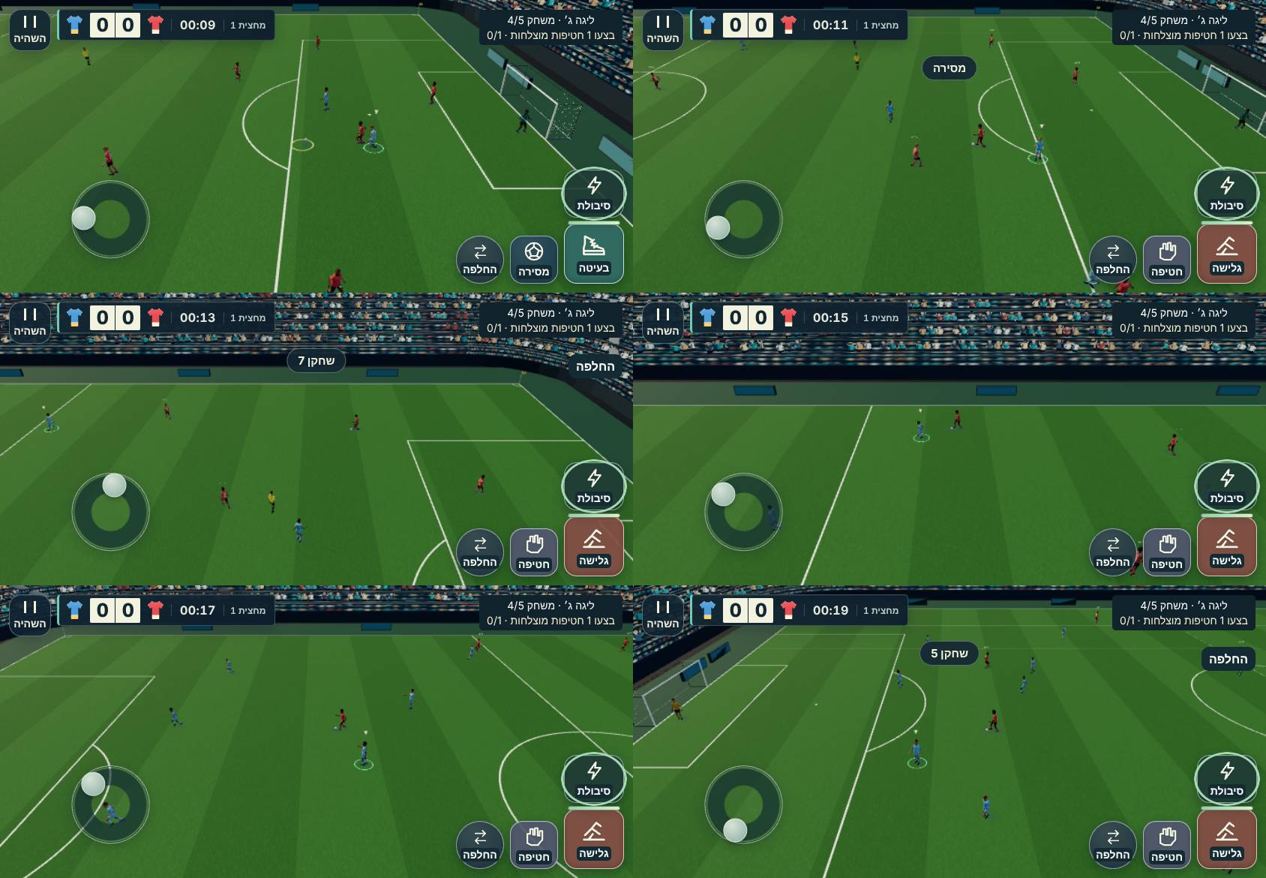 השהיה
0 0
00:09
מחצית 1
ליגה ג׳ · משחק 4/5
בצעו 1 חטיפות מוצלחות · 0/1
סיבולת
החלפה
מסירה
בעיטה
השהיה
0 0
00:11
מחצית 1
ליגה ג׳ · משחק 4/5
בצעו 1 חטיפות מוצלחות · 0/1
מסירה
סיבולת
החלפה
חטיפה
גלישה
השהיה
0 0
00:13
מחצית 1
ליגה ג׳ · משחק 4/5
בצעו 1 חטיפות מוצלחות · 0/1
שחקן 7
החלפה
סיבולת
החלפה
חטיפה
גלישה
השהיה
0 0
00:15
מחצית 1
ליגה ג׳ · משחק 4/5
בצעו 1 חטיפות מוצלחות · 0/1
סיבולת
החלפה
חטיפה
גלישה
השהיה
0 0
00:17
מחצית 1
ליגה ג׳ · משחק 4/5
בצעו 1 חטיפות מוצלחות · 0/1
סיבולת
החלפה
חטיפה
גלישה
השהיה
0 0
00:19
מחצית 1
ליגה ג׳ · משחק 4/5
בצעו 1 חטיפות מוצלחות · 0/1
שחקן 5
החלפה
סיבולת
החלפה
חטיפה
גלישה